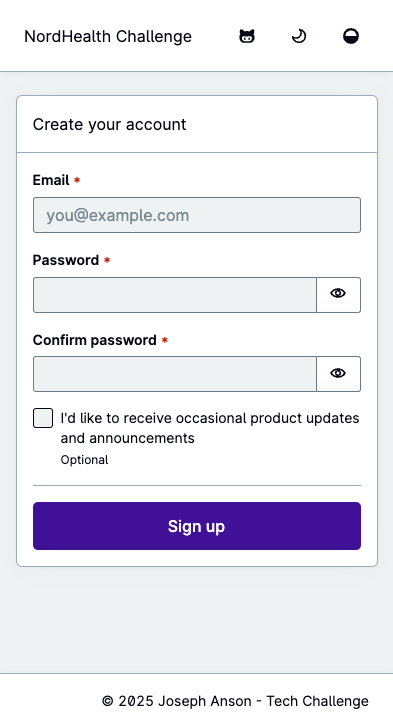 NordHealth Challenge
Create your account
Email *
you@example.com
Password *
Confirm password *
I'd like to receive occasional product updates
and announcements
Optional
Sign up
© 2025 Joseph Anson - Tech Challenge